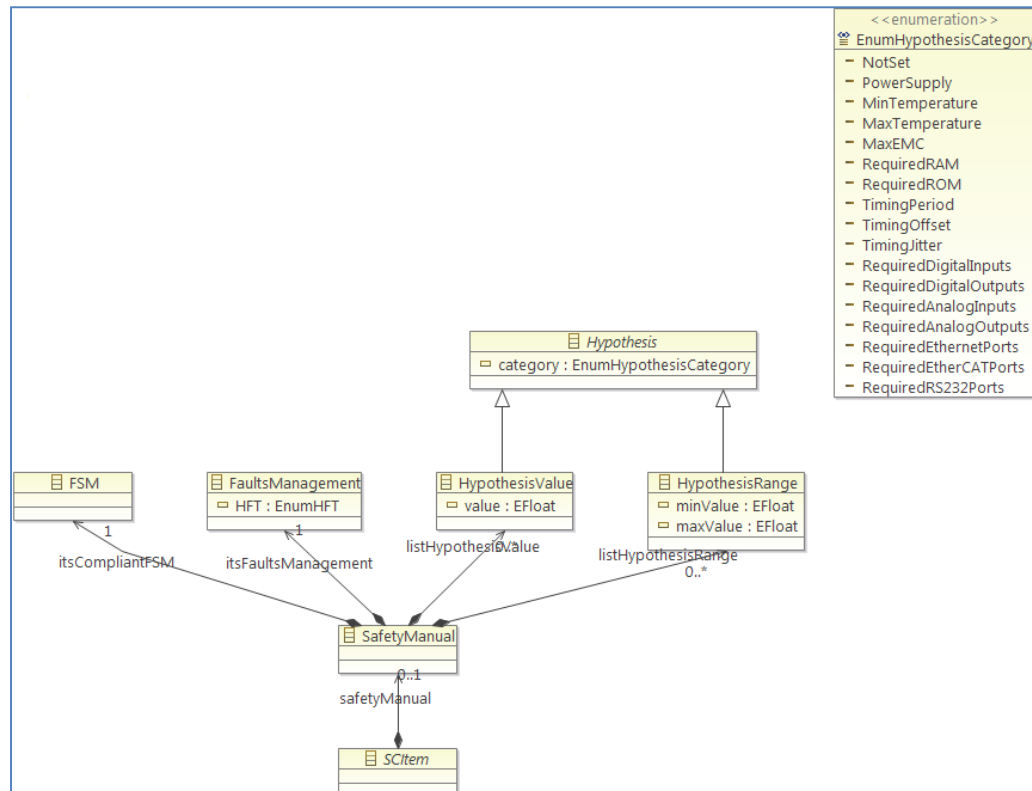 <<enumeration>>
EnumHypothesisCategory
NotSet
PowerSupply
MinTemperature
MaxTemperature
MaxEMC
RequiredRAM
RequiredROM
TimingPeriod
TimingOffset
TimingJitter
RequiredDigitalInputs
RequiredDigitalOutputs
RequiredAnalogInputs
RequiredAnalogOutputs
RequiredEthernetPorts
RequiredEtherCATPorts
RequiredRS232Ports
Hypothesis
category : EnumHypothesisCategory
FSM
FaultsManagement
HFT : EnumHFT
HypothesisValue
value : EFloat
HypothesisRange
minValue : EFloat
maxValue : EFloat
1
itsCompliantFSM
1
itsFaultsManagement
0..*
listHypothesisValue
listHypothesisRange
0..*
SafetyManual
0..1
safetyManual
SCItem